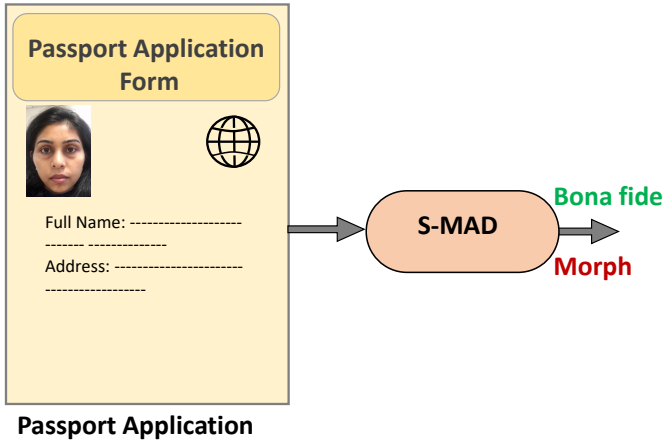 Passport Application
Form
Full Name: -------------------
------- --------------
Address: ----------------------
------------------
S-MAD
Bona fide
Morph
Passport Application